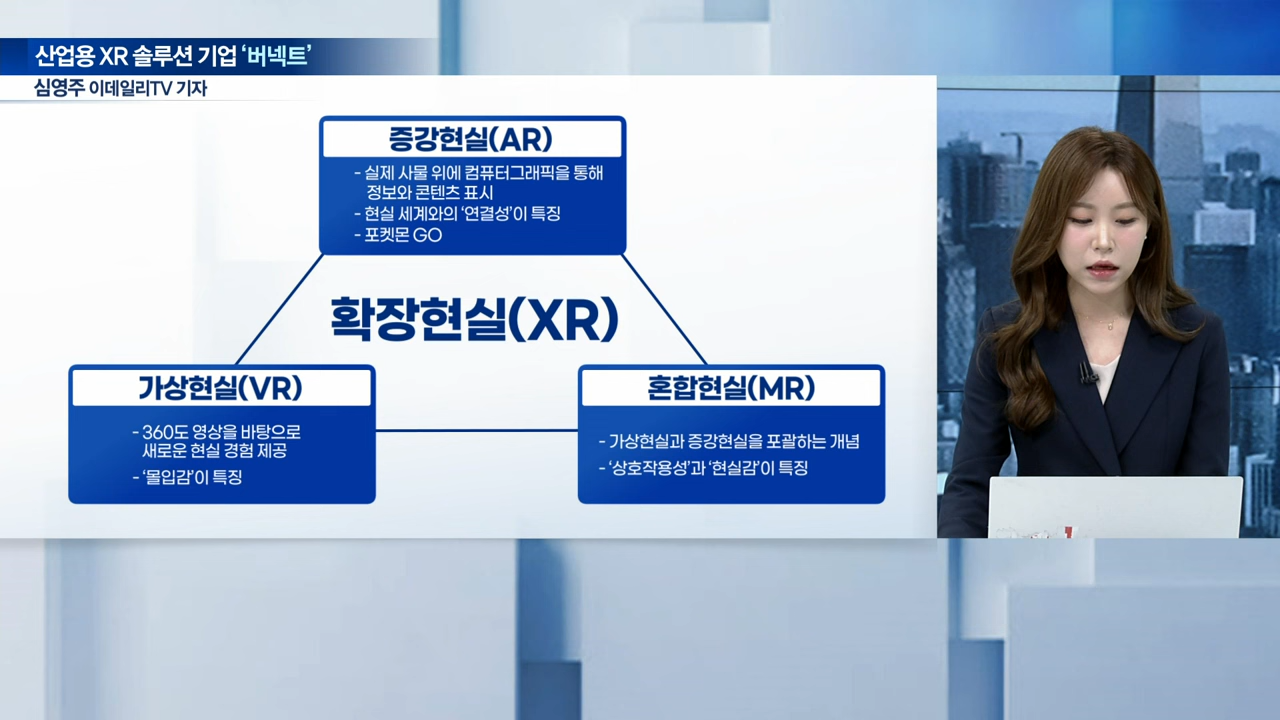 산업용 XR 솔루션 기업 ‘버넥트’
심영주 이데일리TV 기자
증강현실(AR)
- 실제 사물 위에 컴퓨터그래픽을 통해
정보와 콘텐츠 표시
- 현실 세계와의 ‘연결성’이 특징
- 포켓몬 GO
확장현실(XR)
가상현실(VR)
- 360도 영상을 바탕으로
새로운 현실 경험 제공
- ‘몰입감’이 특징
혼합현실(MR)
- 가상현실과 증강현실을 포괄하는 개념
- ‘상호작용성’과 ‘현실감’이 특징